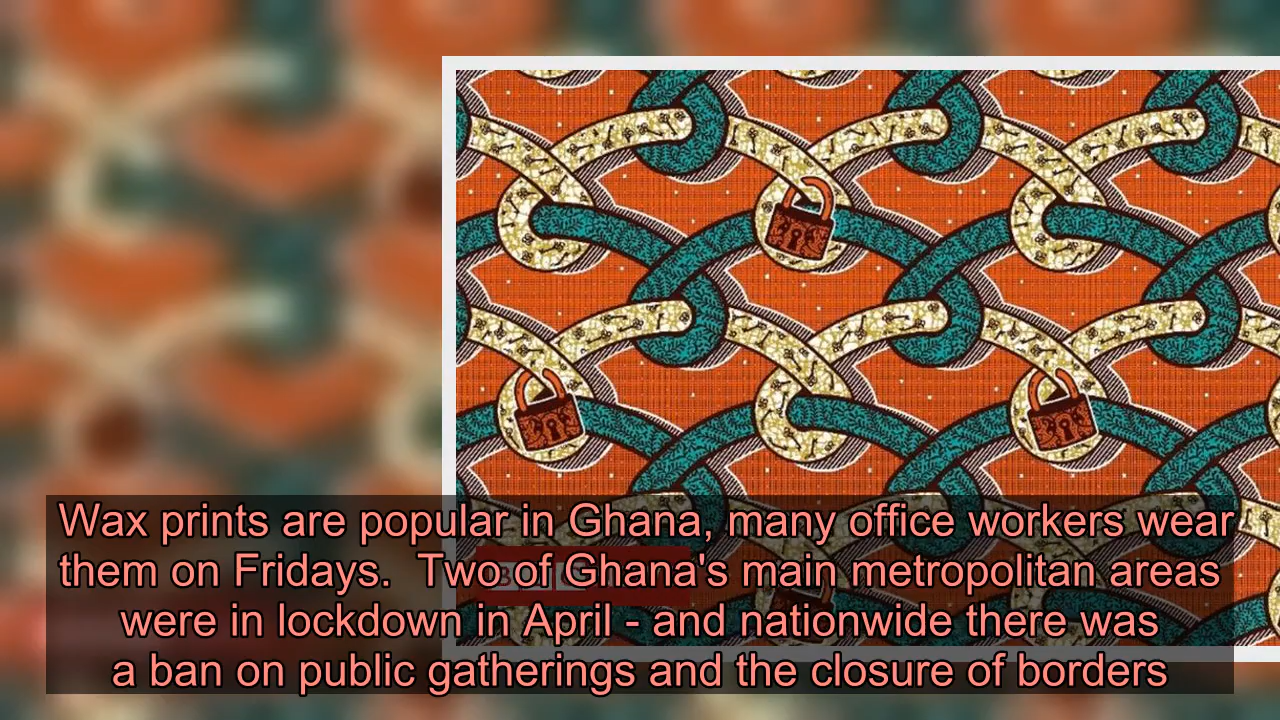 Wax prints are popular in Ghana, many office workers wear
them on Fridays.  Two of Ghana's main metropolitan areas
were in lockdown in April - and nationwide there was
a ban on public gatherings and the closure of borders